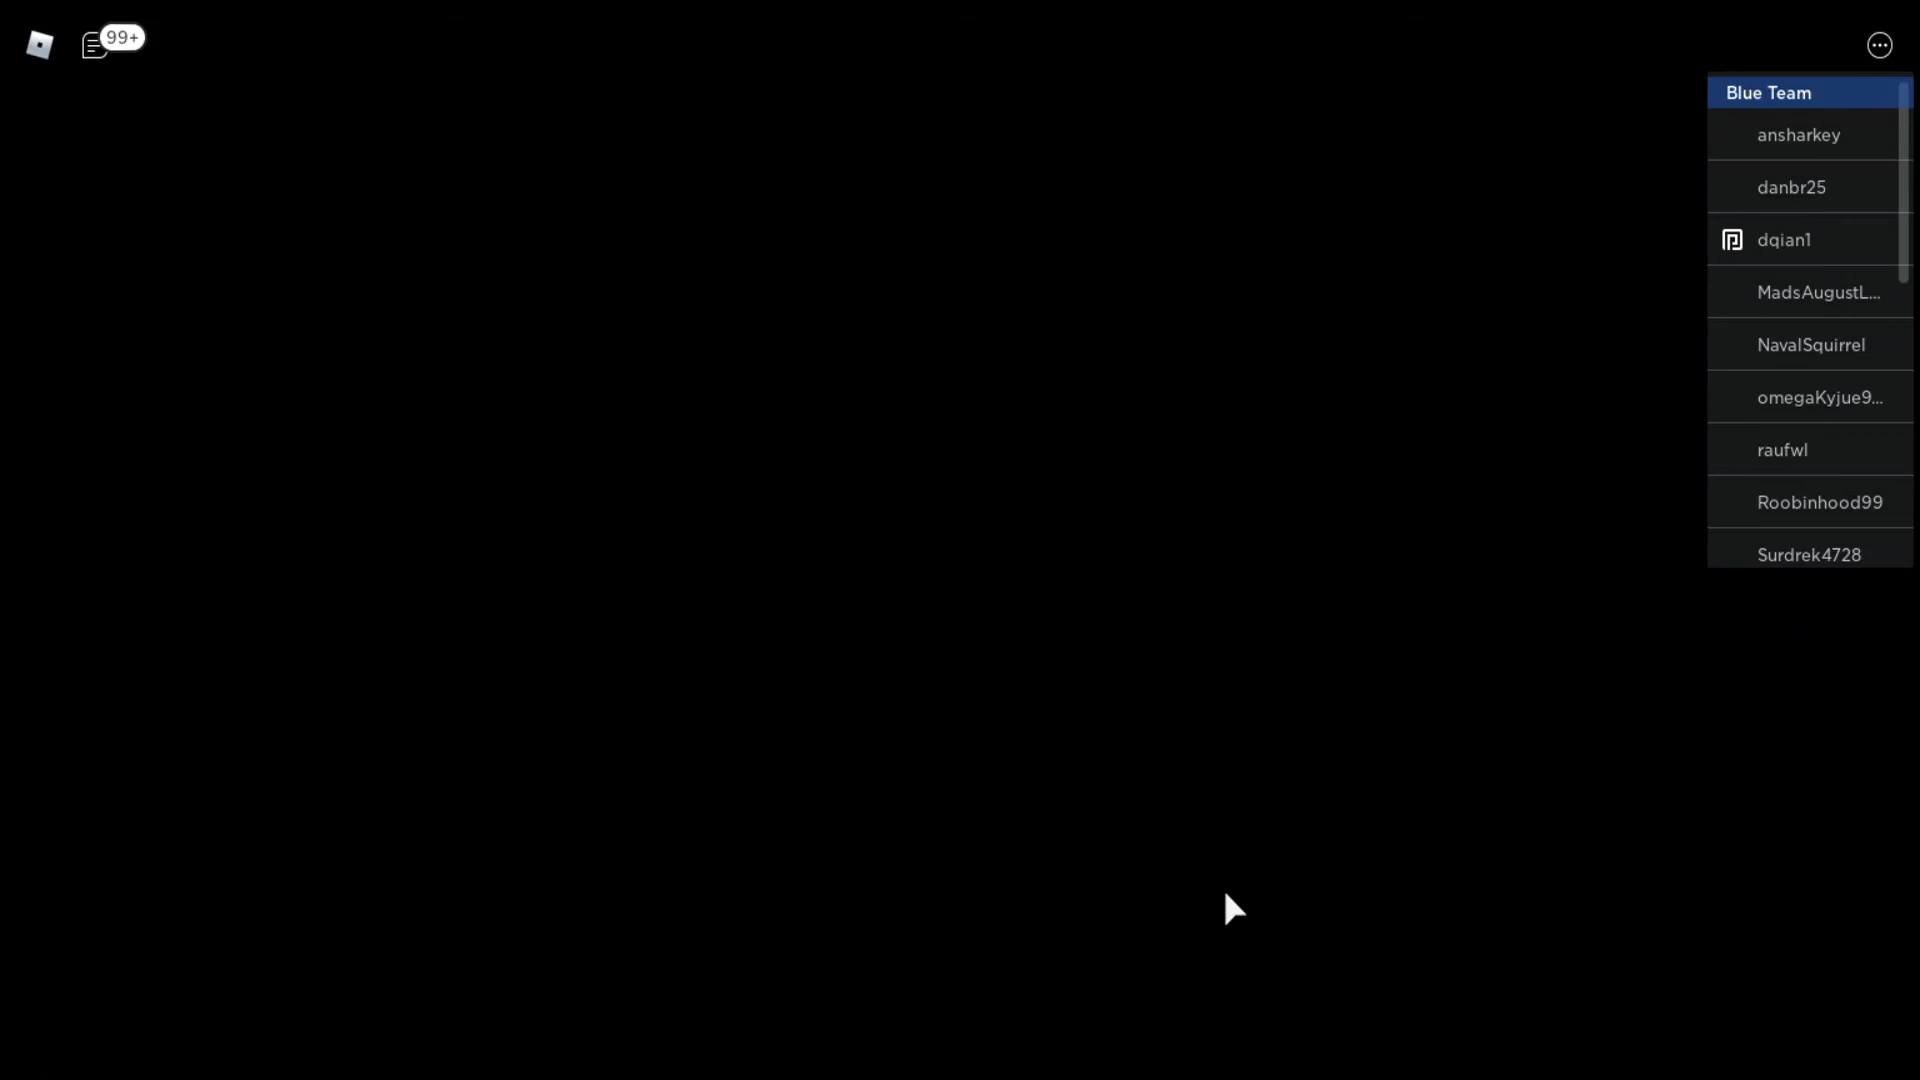 99+
Blue Team
ansharkey
danbr25
dqian1
MadsAugustL...
NavalSquirrel
omegaKyjue9...
raufwl
Roobinhood99
Surdrek4728